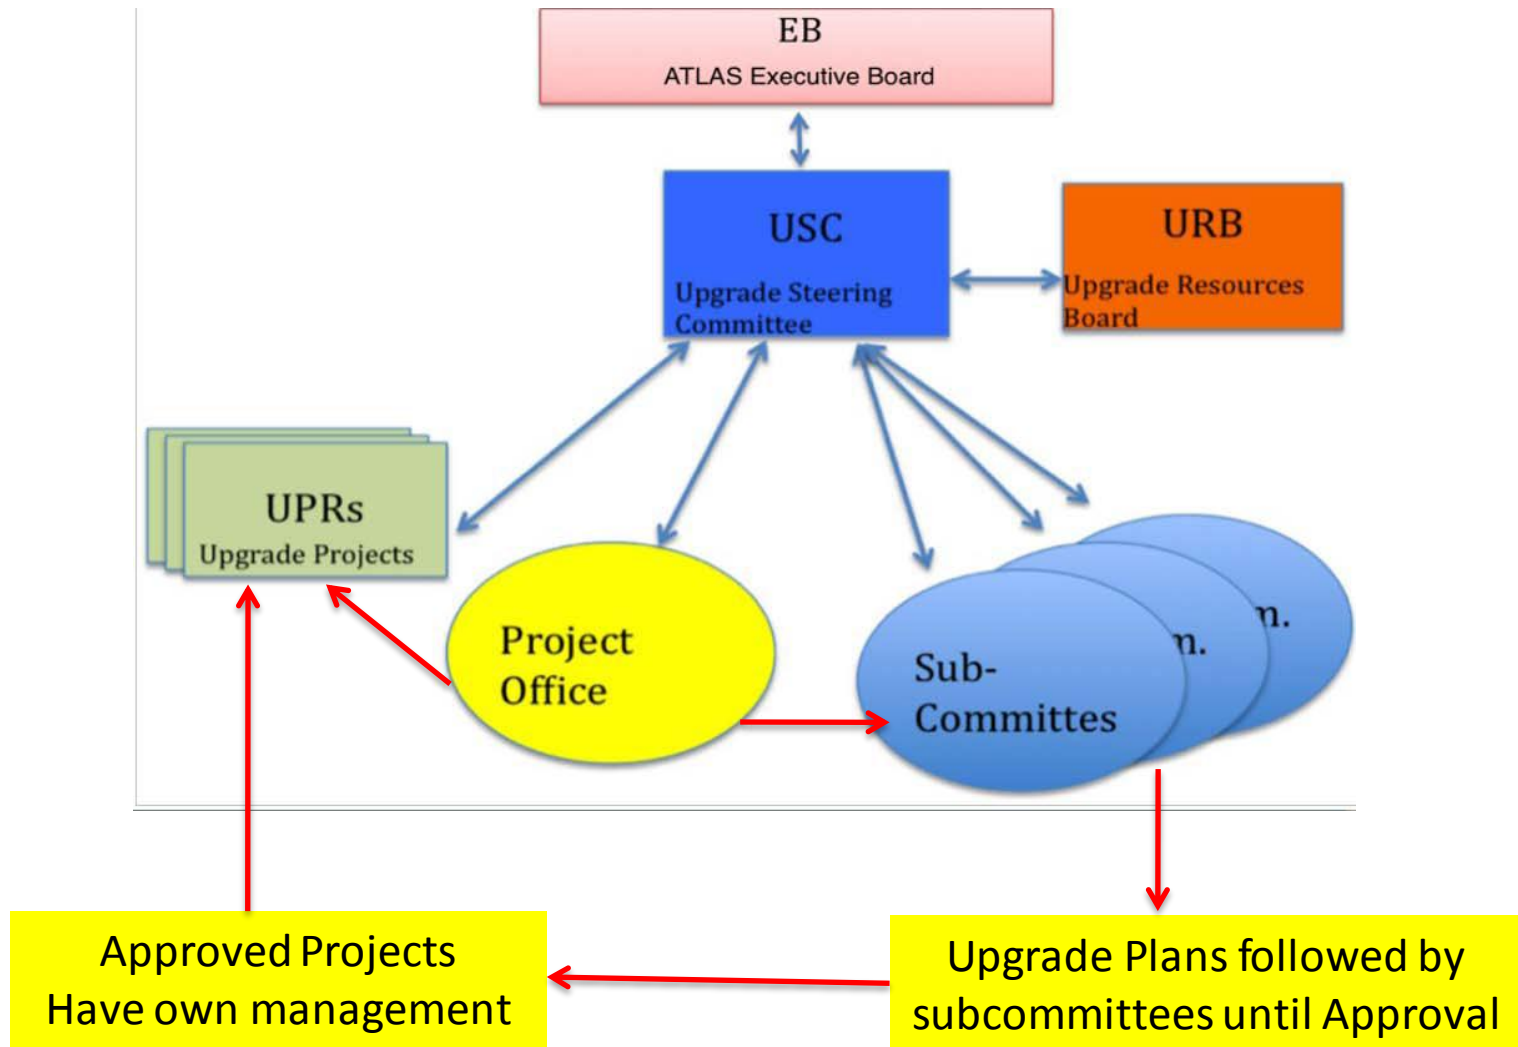 EB
ATLAS Executive Board
USC
Upgrade Steering
Committee
URB
Upgrade Resources
Board
UPRs
Upgrade Projects
Project
Office
Sub-
Committes
n.
n.
Approved Projects
Have own management
Upgrade Plans followed by
subcommittees until Approval